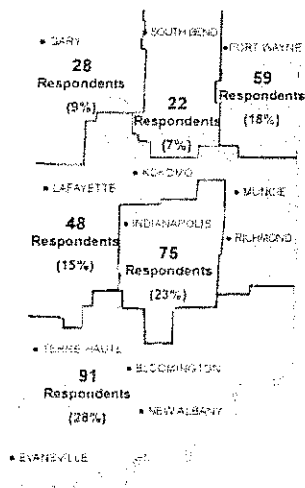 SOUTH BEND
GARY
FORT WAYNE
28
Respondents
(9%)
59
Respondents
(18%)
22
Respondents
(7%)
KOKOMO
LAFAYETTE
MUNCIE
48
Respondents
(15%)
INDIANAPOLIS
RICHMOND
75
Respondents
(23%)
TERRE HAUTE
BLOOMINGTON
91
Respondents
(28%)
NEW ALBANY
EVANSVILLE